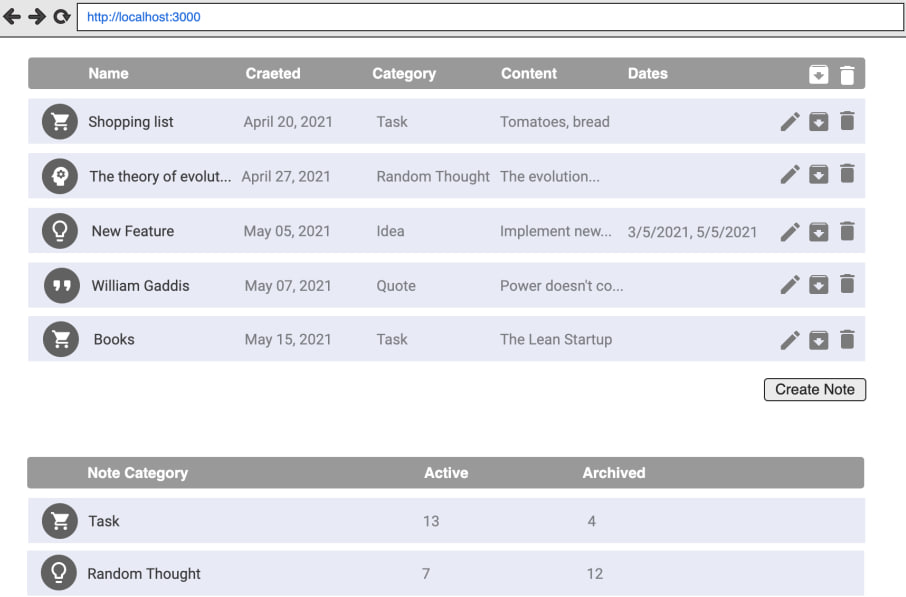 http://localhost:3000
Name Craeted Category Content Dates
Shopping list April 20, 2021 Task Tomatoes, bread
The theory of evolut... April 27, 2021 Random Thought The evolution...
New Feature May 05, 2021 Idea Implement new... 3/5/2021, 5/5/2021
William Gaddis May 07, 2021 Quote Power doesn't co...
Books May 15, 2021 Task The Lean Startup
Create Note
Note Category Active Archived
Task 13 4
Random Thought 7 12